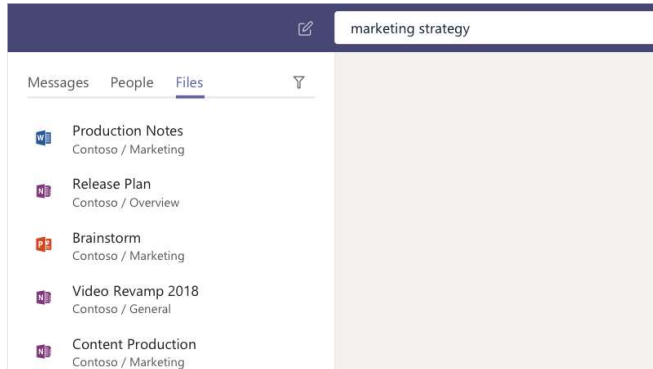 marketing strategy
Messages People Files
Production Notes
Contoso / Marketing
Release Plan
Contoso / Overview
Brainstorm
Contoso / Marketing
Video Revamp 2018
Contoso / General
Content Production
Contoso / Marketing